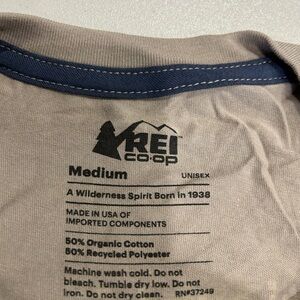 REI
CO·OP
Medium UNISEX
A Wilderness Spirit Born in 1938
MADE IN USA OF
IMPORTED COMPONENTS
50% Organic Cotton
50% Recycled Polyester
Machine wash cold. Do not
bleach. Tumble dry low. Do not
iron. Do not dry clean. RN#37249